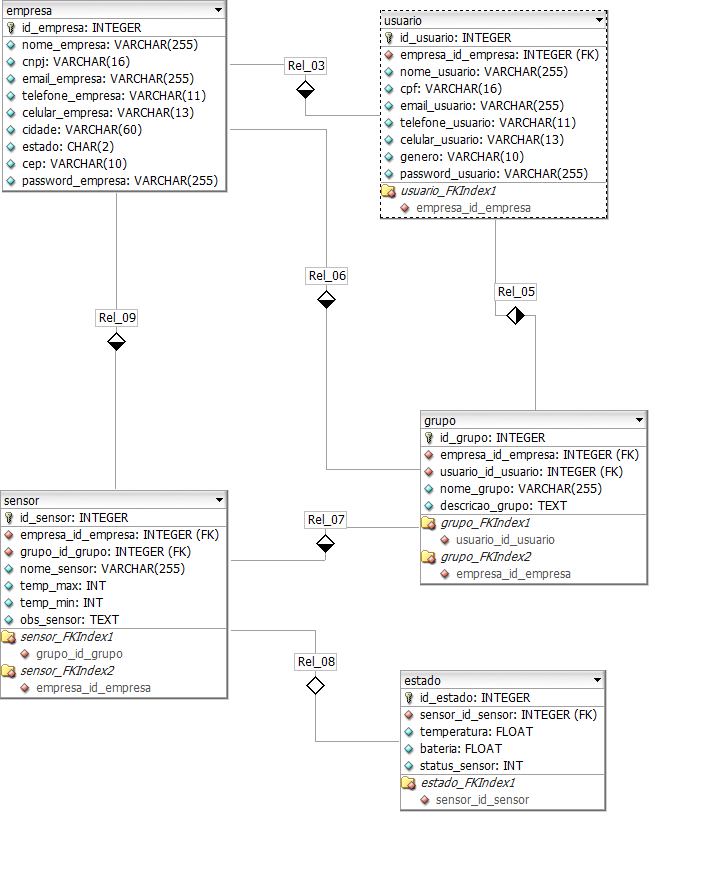 empresa
id_empresa: INTEGER
nome_empresa: VARCHAR(255)
cnpj: VARCHAR(16)
email_empresa: VARCHAR(255)
telefone_empresa: VARCHAR(11)
celular_empresa: VARCHAR(13)
cidade: VARCHAR(60)
estado: CHAR(2)
cep: VARCHAR(10)
password_empresa: VARCHAR(255)
Rel_03
usuario
id_usuario: INTEGER
empresa_id_empresa: INTEGER (FK)
nome_usuario: VARCHAR(255)
cpf: VARCHAR(16)
email_usuario: VARCHAR(255)
telefone_usuario: VARCHAR(11)
celular_usuario: VARCHAR(13)
genero: VARCHAR(10)
password_usuario: VARCHAR(255)
usuario_FKIndex1
empresa_id_empresa
Rel_06
Rel_05
Rel_09
grupo
id_grupo: INTEGER
empresa_id_empresa: INTEGER (FK)
usuario_id_usuario: INTEGER (FK)
nome_grupo: VARCHAR(255)
descricao_grupo: TEXT
grupo_FKIndex1
usuario_id_usuario
grupo_FKIndex2
empresa_id_empresa
sensor
id_sensor: INTEGER
empresa_id_empresa: INTEGER (FK)
grupo_id_grupo: INTEGER (FK)
nome_sensor: VARCHAR(255)
temp_max: INT
temp_min: INT
obs_sensor: TEXT
sensor_FKIndex1
grupo_id_grupo
sensor_FKIndex2
empresa_id_empresa
Rel_07
Rel_08
estado
id_estado: INTEGER
sensor_id_sensor: INTEGER (FK)
temperatura: FLOAT
bateria: FLOAT
status_sensor: INT
estado_FKIndex1
sensor_id_sensor